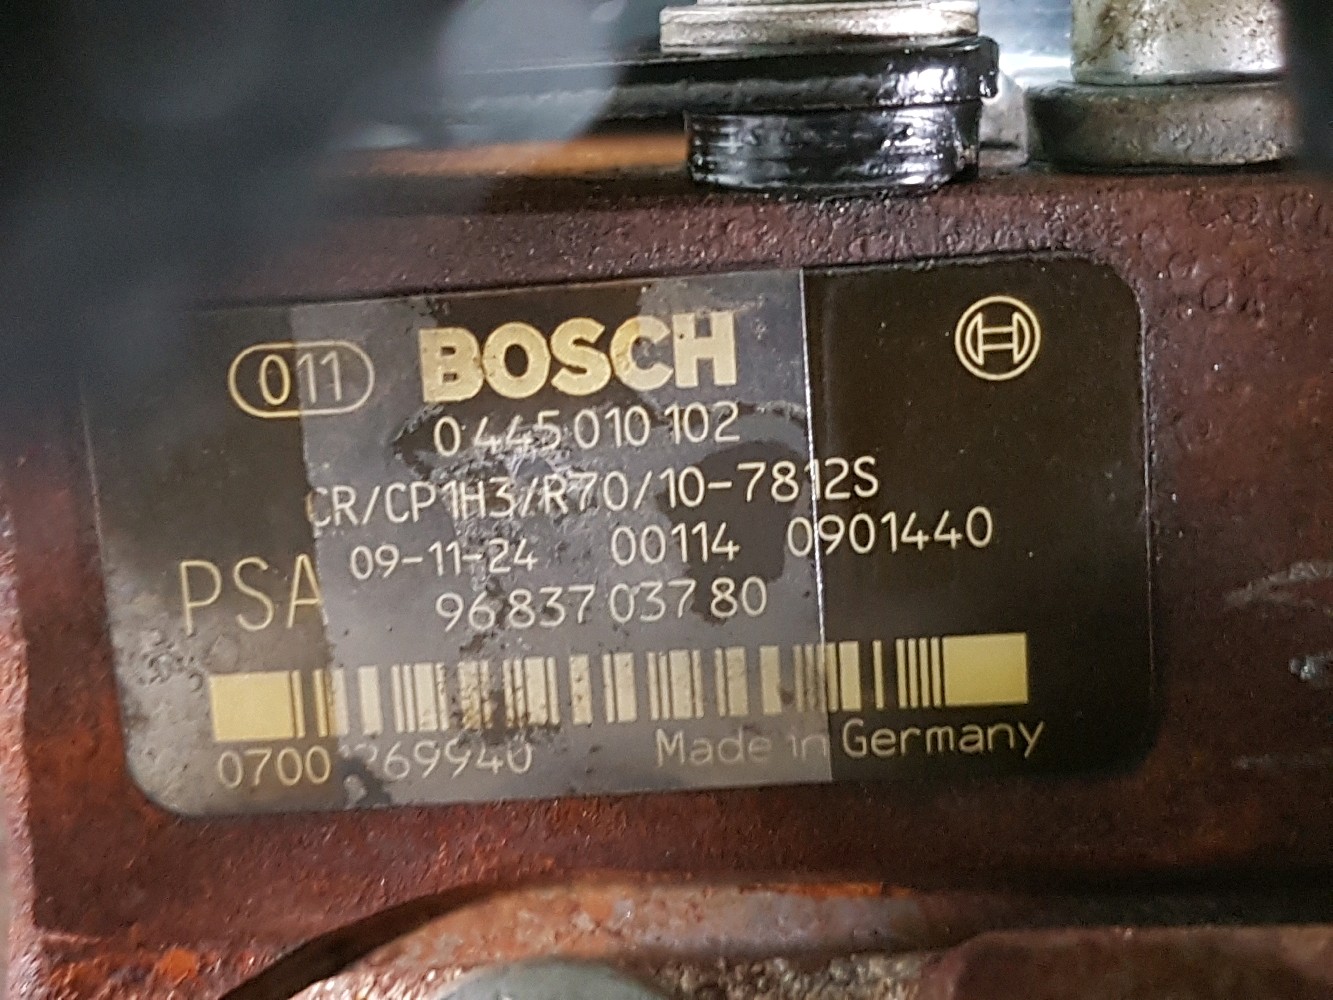 011 BOSCH
0 445 010 102
CR/CP1H3/R70/10-7812S
09-11-24 00114 0901440
PSA 96 837 037 80
Made in Germany